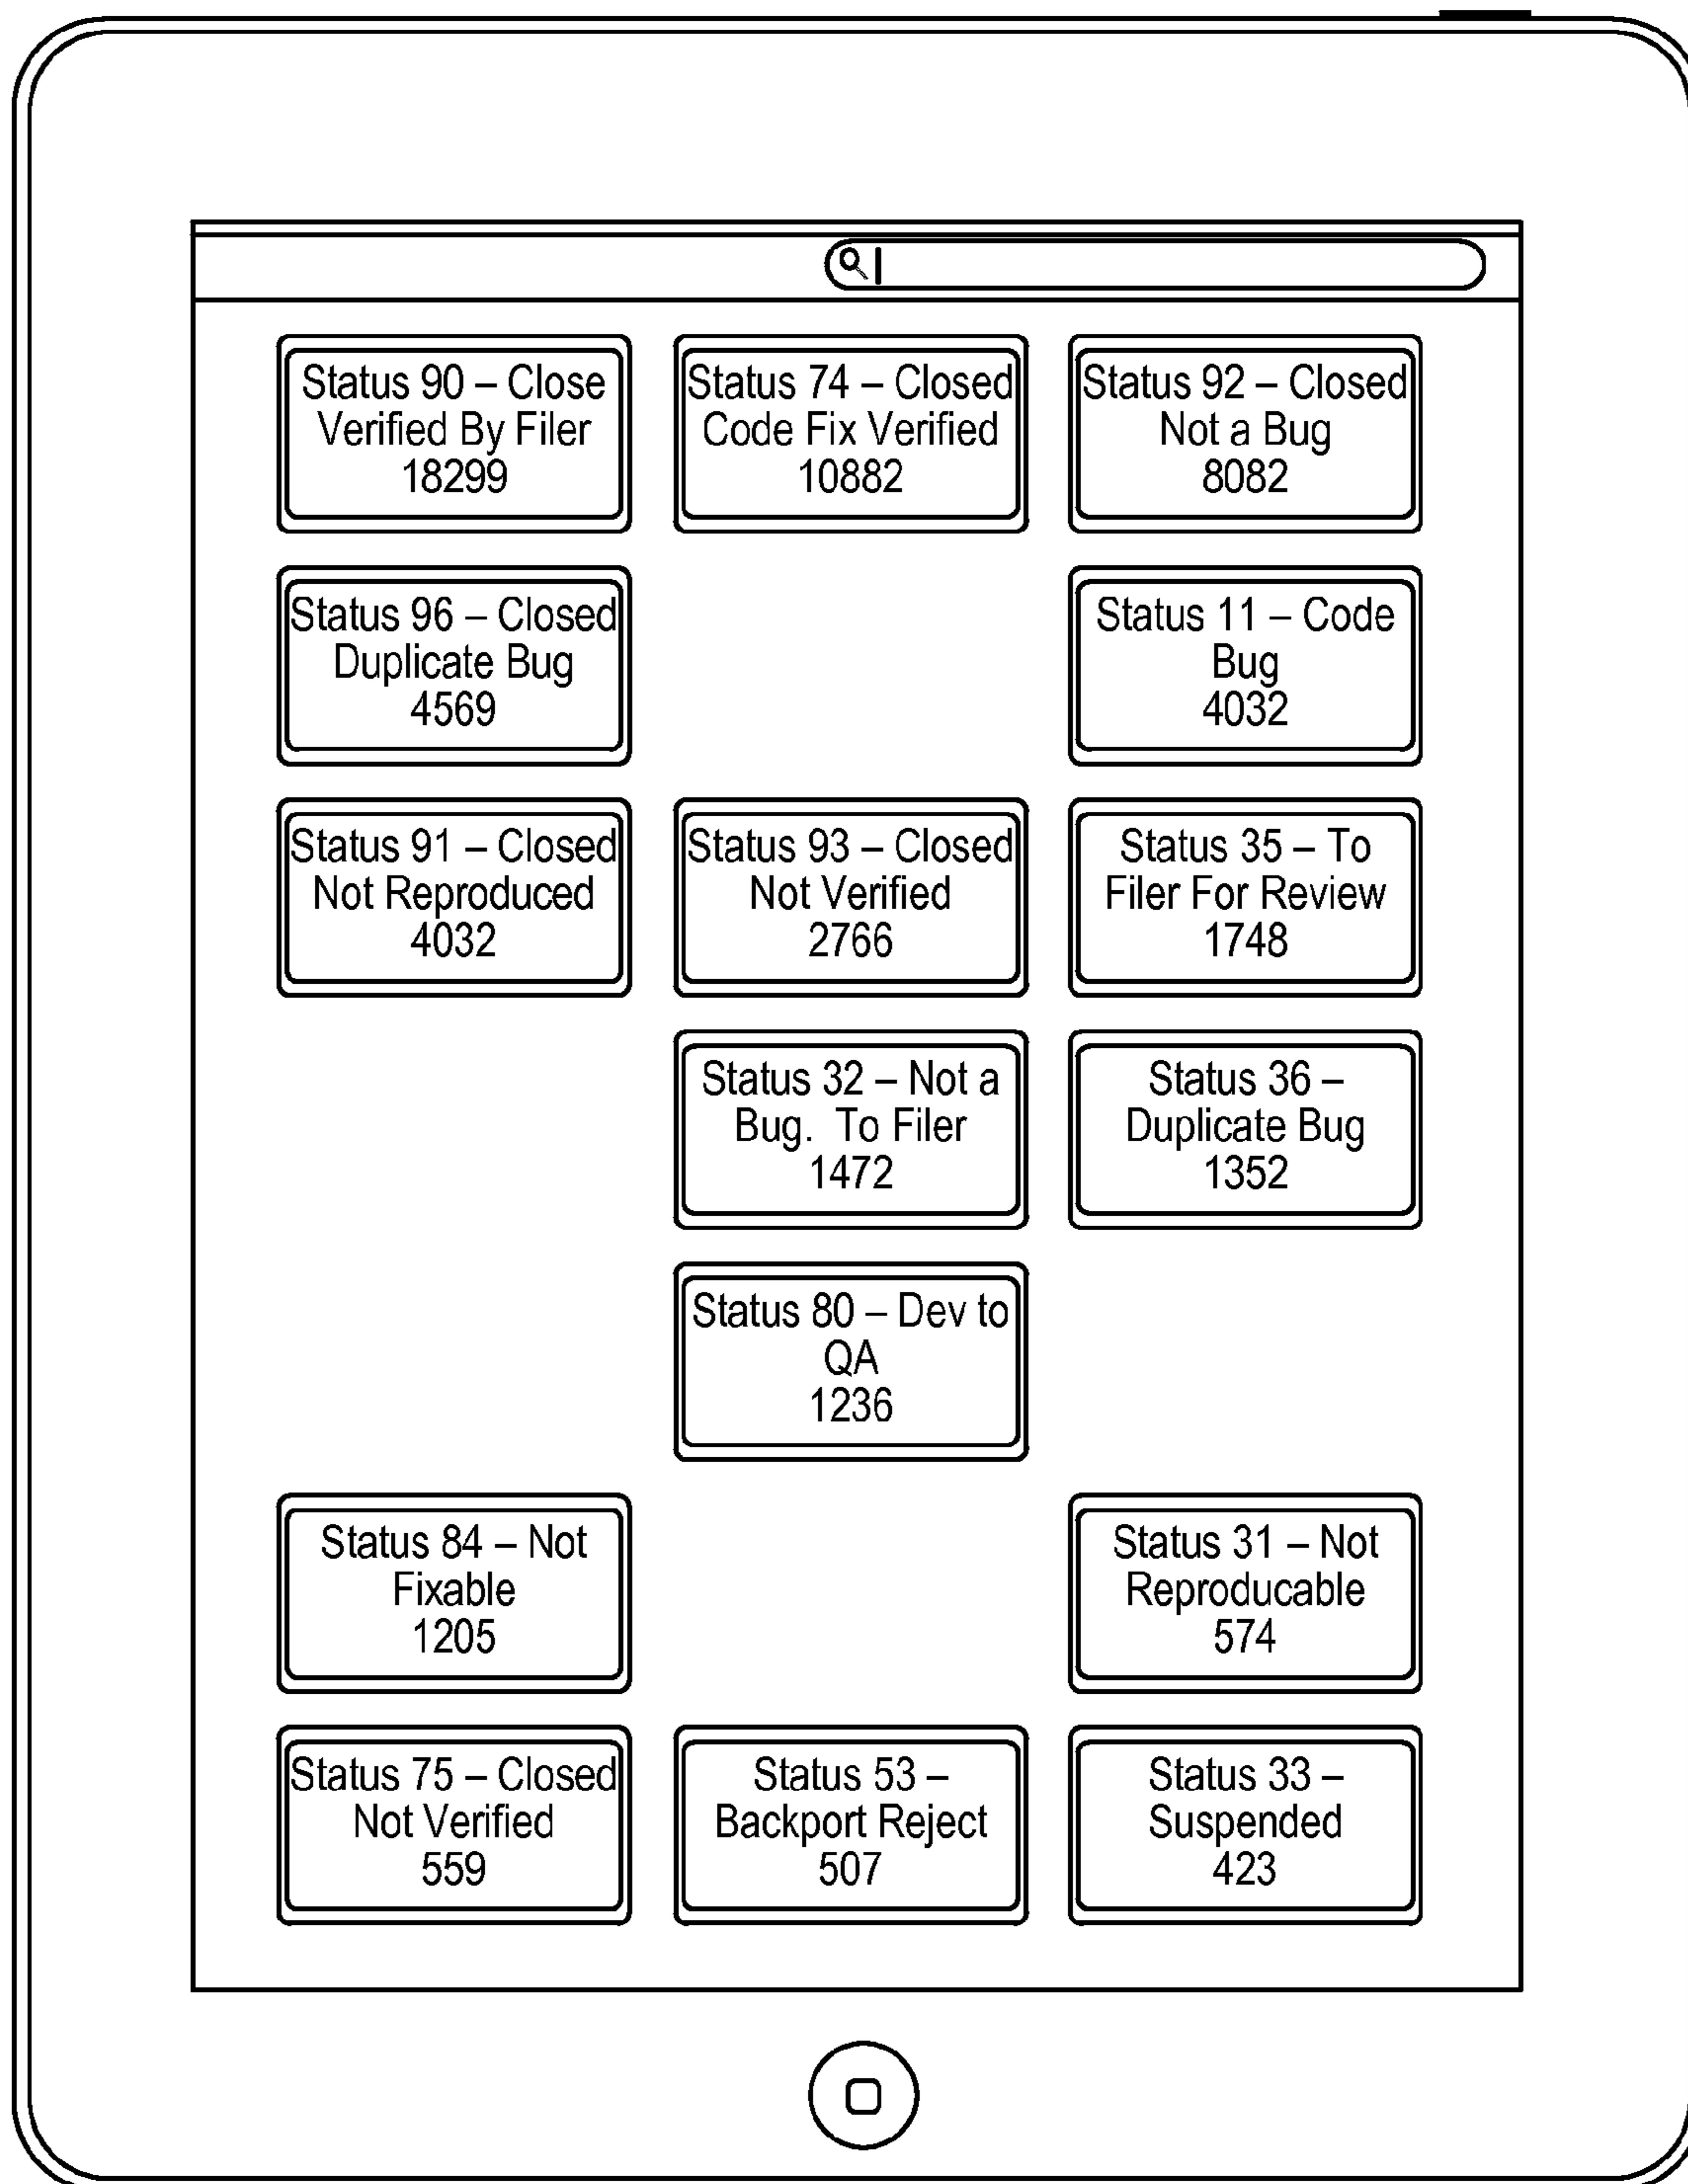 Status 90 – Close
Verified By Filer
18299
Status 74 – Closed
Code Fix Verified
10882
Status 92 – Closed
Not a Bug
8082
Status 96 – Closed
Duplicate Bug
4569
Status 11 – Code
Bug
4032
Status 91 – Closed
Not Reproduced
4032
Status 93 – Closed
Not Verified
2766
Status 35 – To
Filer For Review
1748
Status 32 – Not a
Bug.  To Filer
1472
Status 36 –
Duplicate Bug
1352
Status 80 – Dev to
QA
1236
Status 84 – Not
Fixable
1205
Status 31 – Not
Reproducable
574
Status 75 – Closed
Not Verified
559
Status 53 –
Backport Reject
507
Status 33 –
Suspended
423